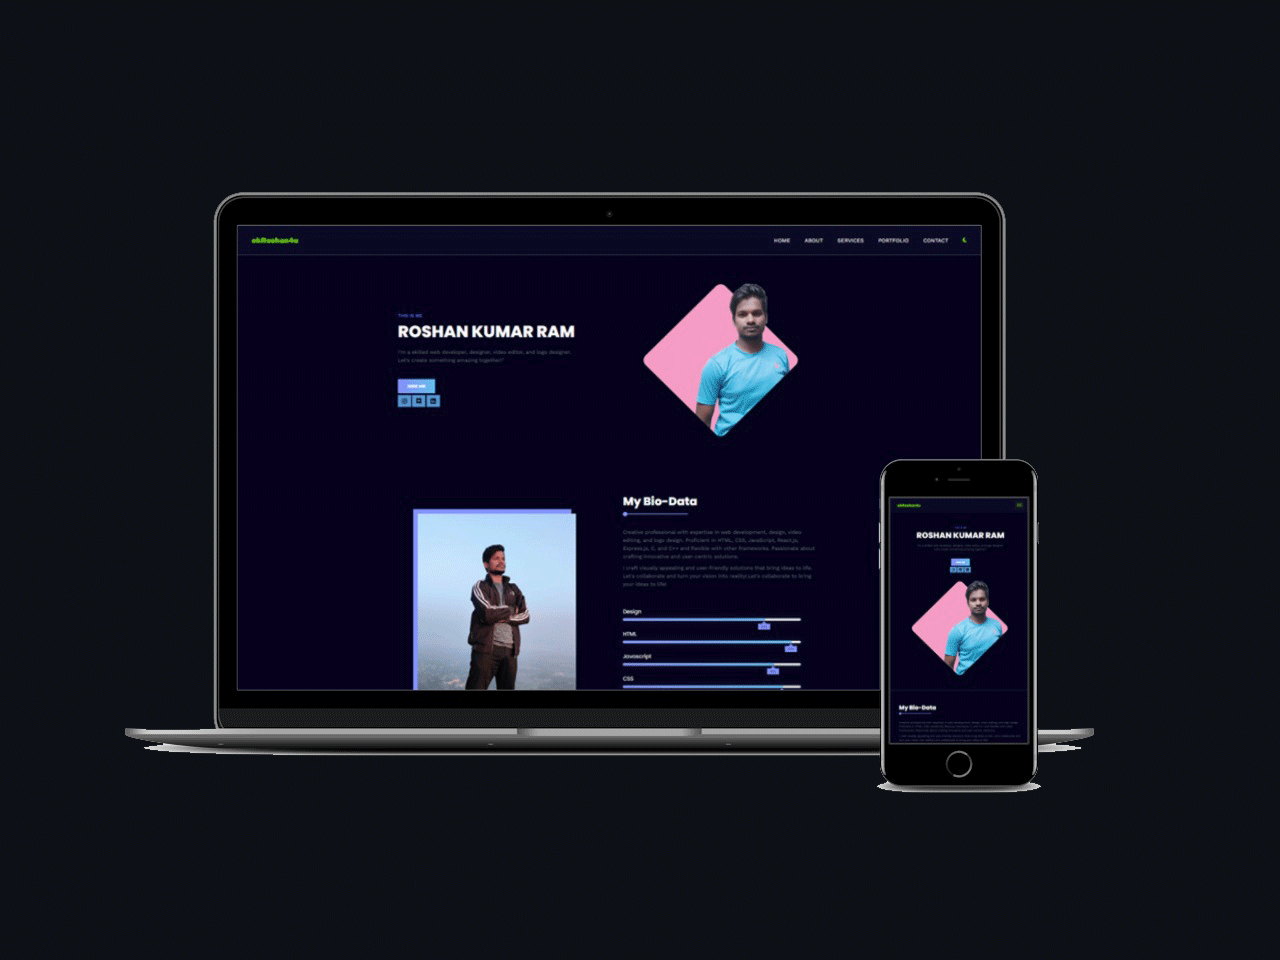 HOME ABOUT SERVICES PORTFOLIO CONTACT
THIS IS ME
ROSHAN KUMAR RAM
I'm a skilled web developer, designer, video editor, and logo designer.
Let's create something amazing together!"
HIRE ME
My Bio-Data
Creative professional with expertise in web development, design, video
editing, and logo design. Proficient in HTML, CSS, JavaScript, React.js,
Express.js, C, and C++ and flexible with other frameworks. Passionate about
crafting innovative and user-centric solutions.
I craft visually appealing and user-friendly solutions that bring ideas to life.
Let's collaborate and turn your vision into reality! Let's collaborate to bring
your ideas to life!
Design
HTML
Javascript
CSS
ROSHAN KUMAR RAM
My Bio-Data